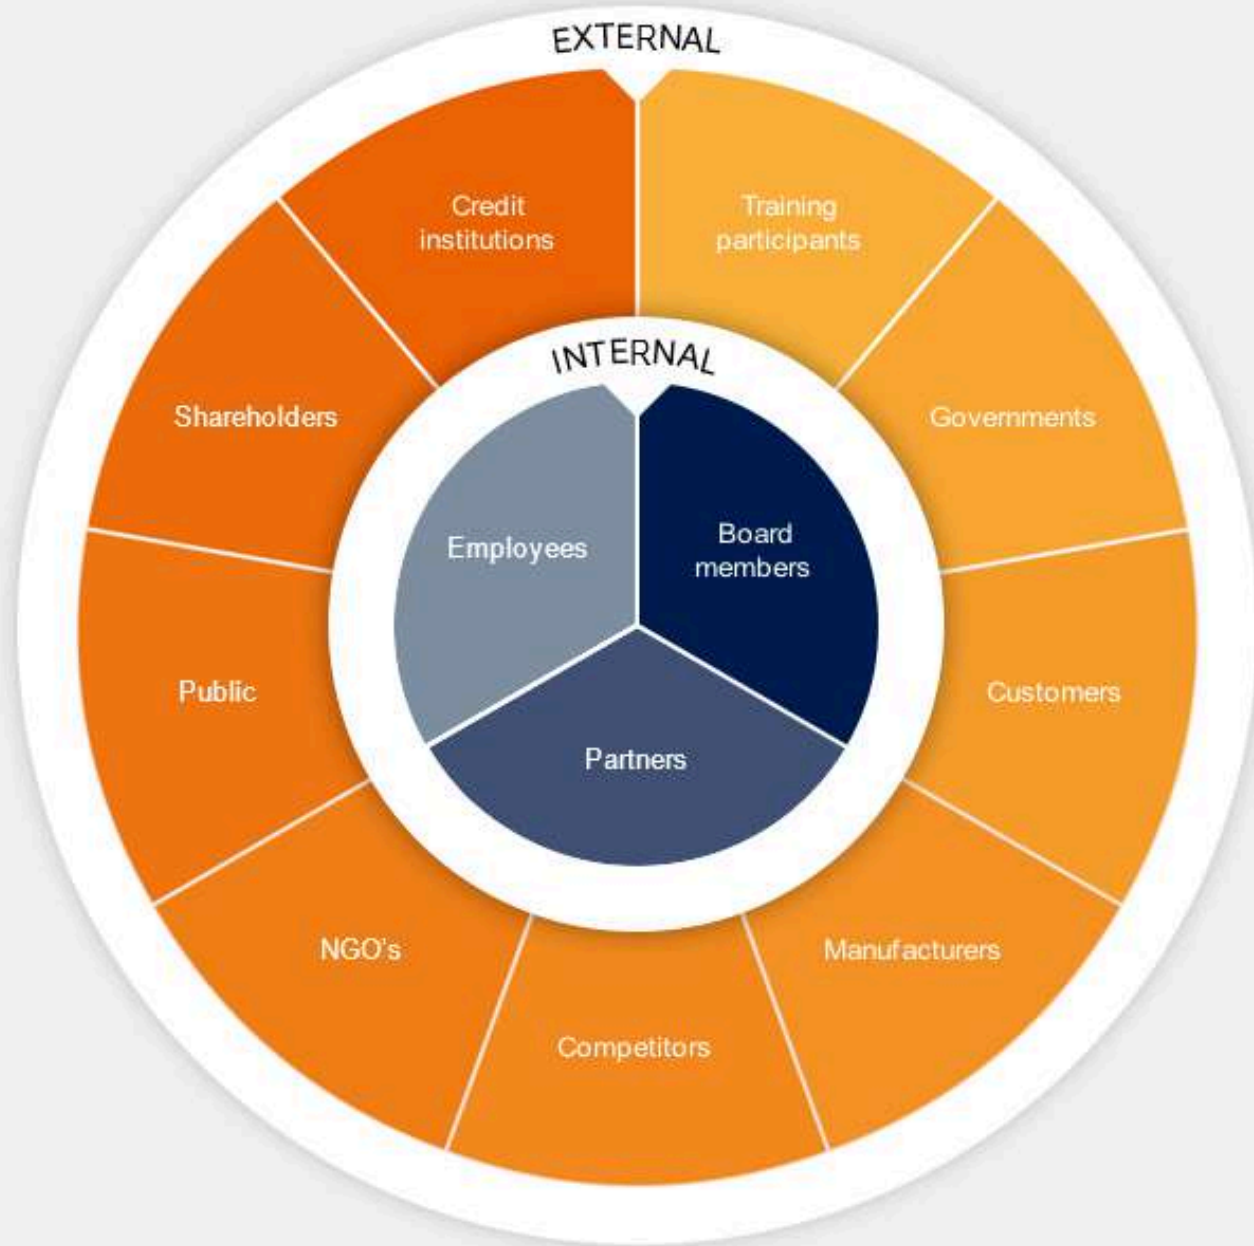 EXTERNAL
Credit
institutions
Training
participants
Governments
Customers
Manufacturers
Competitors
NGO's
Public
Shareholders
INTERNAL
Employees
Board
members
Partners